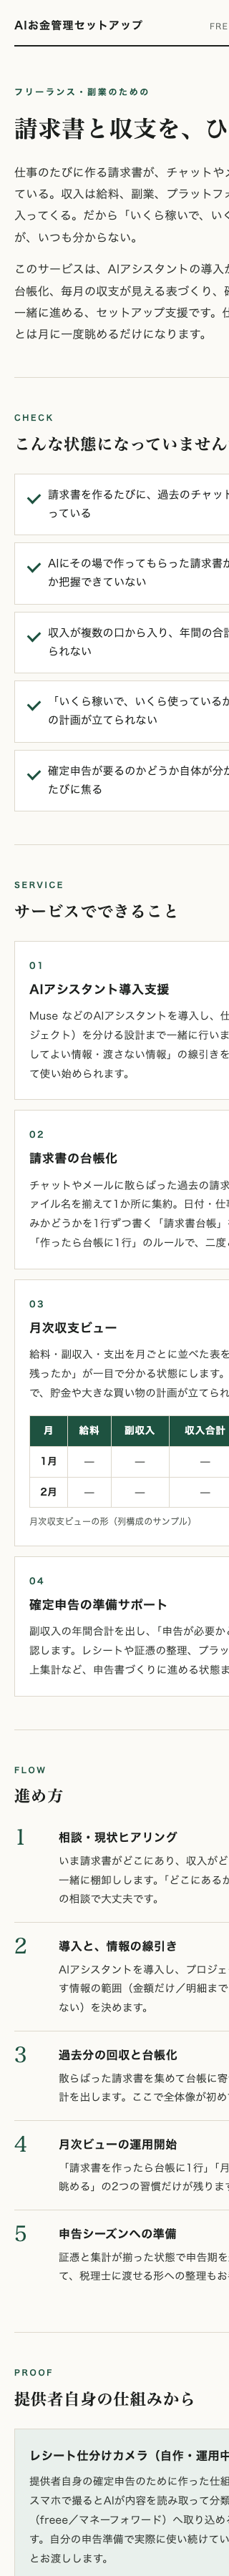 AIお金管理セットアップ
FRE
フリーランス・副業のための
請求書と収支を、ひ
仕事のたびに作る請求書が、チャットやメ
ている。収入は給料、副業、プラットフォ
入ってくる。だから「いくら稼いで、いく
が、いつも分からない。
このサービスは、AIアシスタントの導入か
台帳化、毎月の収支が見える表づくり、確
一緒に進める、セットアップ支援です。仕
とは月に一度眺めるだけになります。
CHECK
こんな状態になっていません
請求書を作るたびに、過去のチャット
っている
AIにその場で作ってもらった請求書が
か把握できていない
収入が複数の口から入り、年間の合計
られない
「いくら稼いで、いくら使っているか
の計画が立てられない
確定申告が要るのかどうか自体が分か
たびに焦る
SERVICE
サービスでできること
01
AIアシスタント導入支援
Muse などのAIアシスタントを導入し、仕
ジェクト）を分ける設計まで一緒に行いま
してよい情報・渡さない情報」の線引きを
て使い始められます。
02
請求書の台帳化
チャットやメールに散らばった過去の請求
ァイル名を揃えて1か所に集約。日付・仕事
みかどうかを1行ずつ書く「請求書台帳」を
「作ったら台帳に1行」のルールで、二度と
03
月次収支ビュー
給料・副収入・支出を月ごとに並べた表を
残ったか」が一目で分かる状態にします。
で、貯金や大きな買い物の計画が立てられ
月 給料 副収入 収入合計
1月 — — —
2月 — — —
月次収支ビューの形（列構成のサンプル）
04
確定申告の準備サポート
副収入の年間合計を出し、「申告が必要か
認します。レシートや証憑の整理、プラッ
上集計など、申告書づくりに進める状態ま
FLOW
進め方
1 相談・現状ヒアリング
いま請求書がどこにあり、収入がど
一緒に棚卸しします。「どこにあるか
の相談で大丈夫です。
2 導入と、情報の線引き
AIアシスタントを導入し、プロジェ
す情報の範囲（金額だけ／明細まで
ない）を決めます。
3 過去分の回収と台帳化
散らばった請求書を集めて台帳に寄
計を出します。ここで全体像が初め
4 月次ビューの運用開始
「請求書を作ったら台帳に1行」「月
眺める」の2つの習慣だけが残ります
5 申告シーズンへの準備
証憑と集計が揃った状態で申告期を
て、税理士に渡せる形への整理もお
PROOF
提供者自身の仕組みから
レシート仕分けカメラ（自作・運用中
提供者自身の確定申告のために作った仕組
スマホで撮るとAIが内容を読み取って分類
（freee／マネーフォワード）へ取り込め
す。自分の申告準備で実際に使い続けてい
とお渡しします。